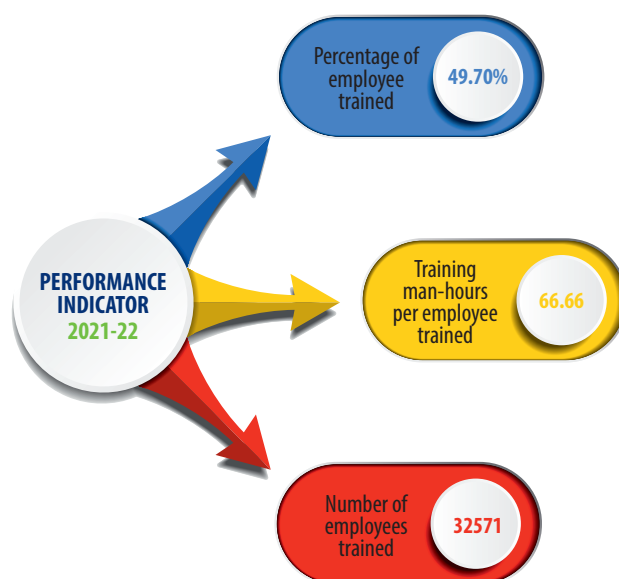 Percentage of
employee
trained
49.70%
PERFORMANCE
INDICATOR
2021-22
Training
man-hours
per employee
trained
66.66
Number of
employees
trained
32571